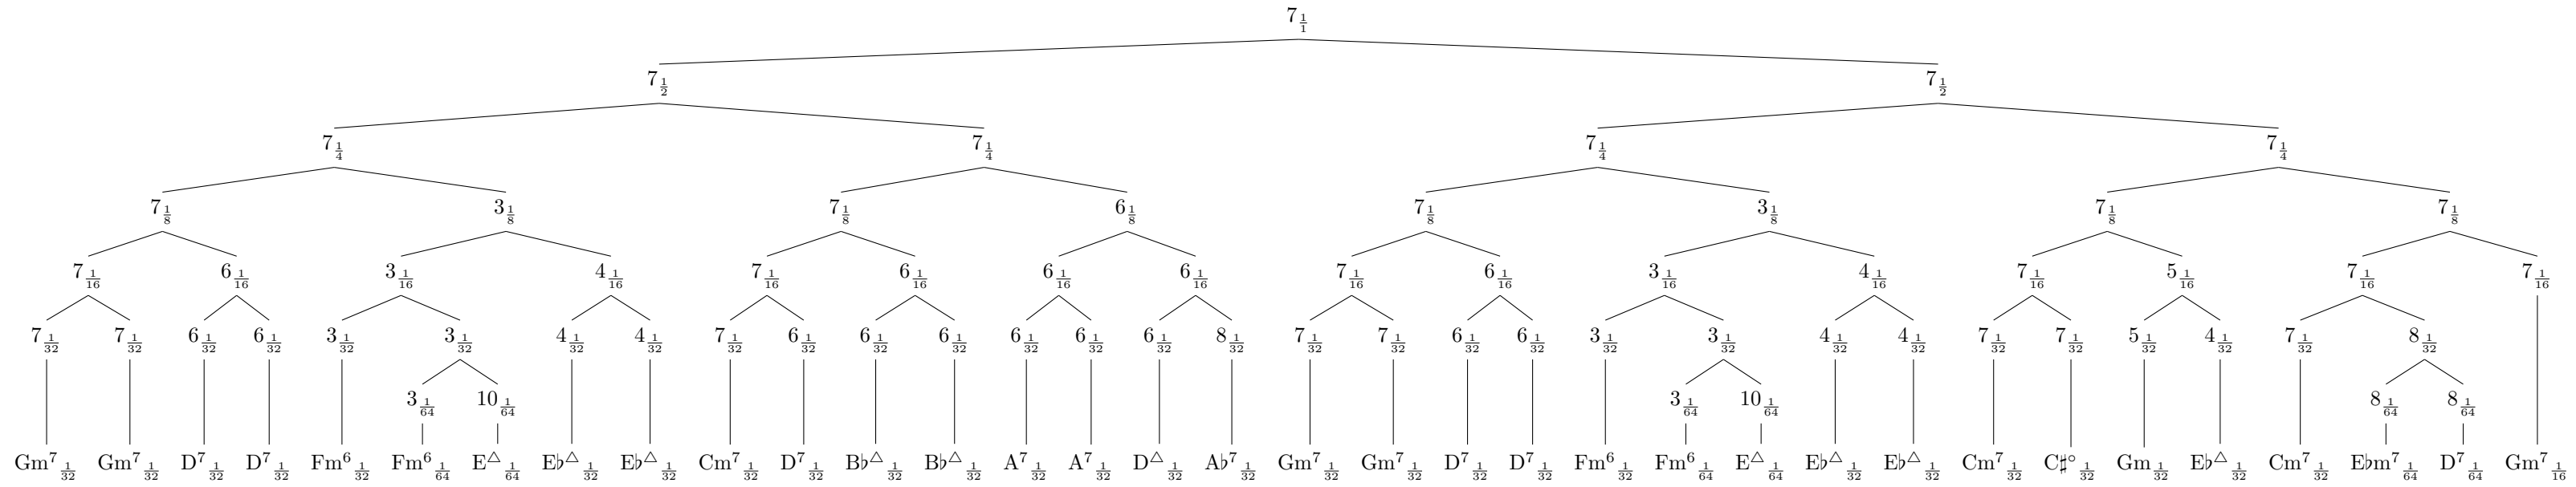 7 1/1
7 1/2 7 1/2
7 1/4 7 1/4 7 1/4 7 1/4
7 1/8 3 1/8 7 1/8 6 1/8 7 1/8 3 1/8 7 1/8 7 1/8
7 1/16 6 1/16 3 1/16 4 1/16 7 1/16 6 1/16 6 1/16 6 1/16 7 1/16 6 1/16 3 1/16 4 1/16 7 1/16 5 1/16 7 1/16 7 1/16
7 1/32 7 1/32 6 1/32 6 1/32 3 1/32 3 1/32 4 1/32 4 1/32 7 1/32 6 1/32 6 1/32 6 1/32 6 1/32 6 1/32 6 1/32 8 1/32 7 1/32 7 1/32 6 1/32 6 1/32 3 1/32 3 1/32 4 1/32 4 1/32 7 1/32 7 1/32 5 1/32 4 1/32 7 1/32 8 1/32
3 1/64 10 1/64 3 1/64 10 1/64 8 1/64 8 1/64
Gm⁷ 1/32 Gm⁷ 1/32 D⁷ 1/32 D⁷ 1/32 Fm⁶ 1/32 Fm⁶ 1/64 E△ 1/64 E♭△ 1/32 E♭△ 1/32 Cm⁷ 1/32 D⁷ 1/32 B♭△ 1/32 B♭△ 1/32 A⁷ 1/32 A⁷ 1/32 D△ 1/32 A♭⁷ 1/32 Gm⁷ 1/32 Gm⁷ 1/32 D⁷ 1/32 D⁷ 1/32 Fm⁶ 1/32 Fm⁶ 1/64 E△ 1/64 E♭△ 1/32 E♭△ 1/32 Cm⁷ 1/32 C♯° 1/32 Gm 1/32 E♭△ 1/32 Cm⁷ 1/32 E♭m⁷ 1/64 D⁷ 1/64 Gm⁷ 1/16